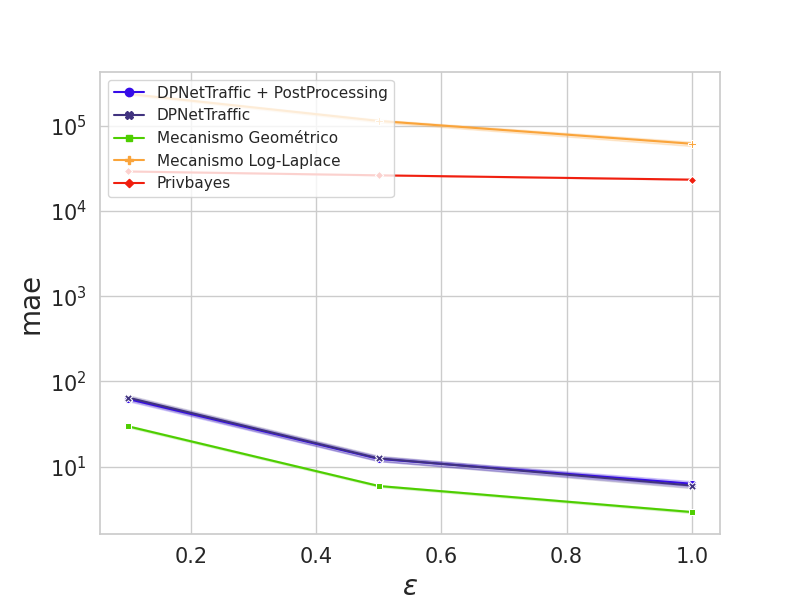 DPNetTraffic + PostProcessing
DPNetTraffic
Mecanismo Geométrico
Mecanismo Log-Laplace
Privbayes
10^5
10^4
10^3
10^2
10^1
mae
0.2 0.4 0.6 0.8 1.0
ε